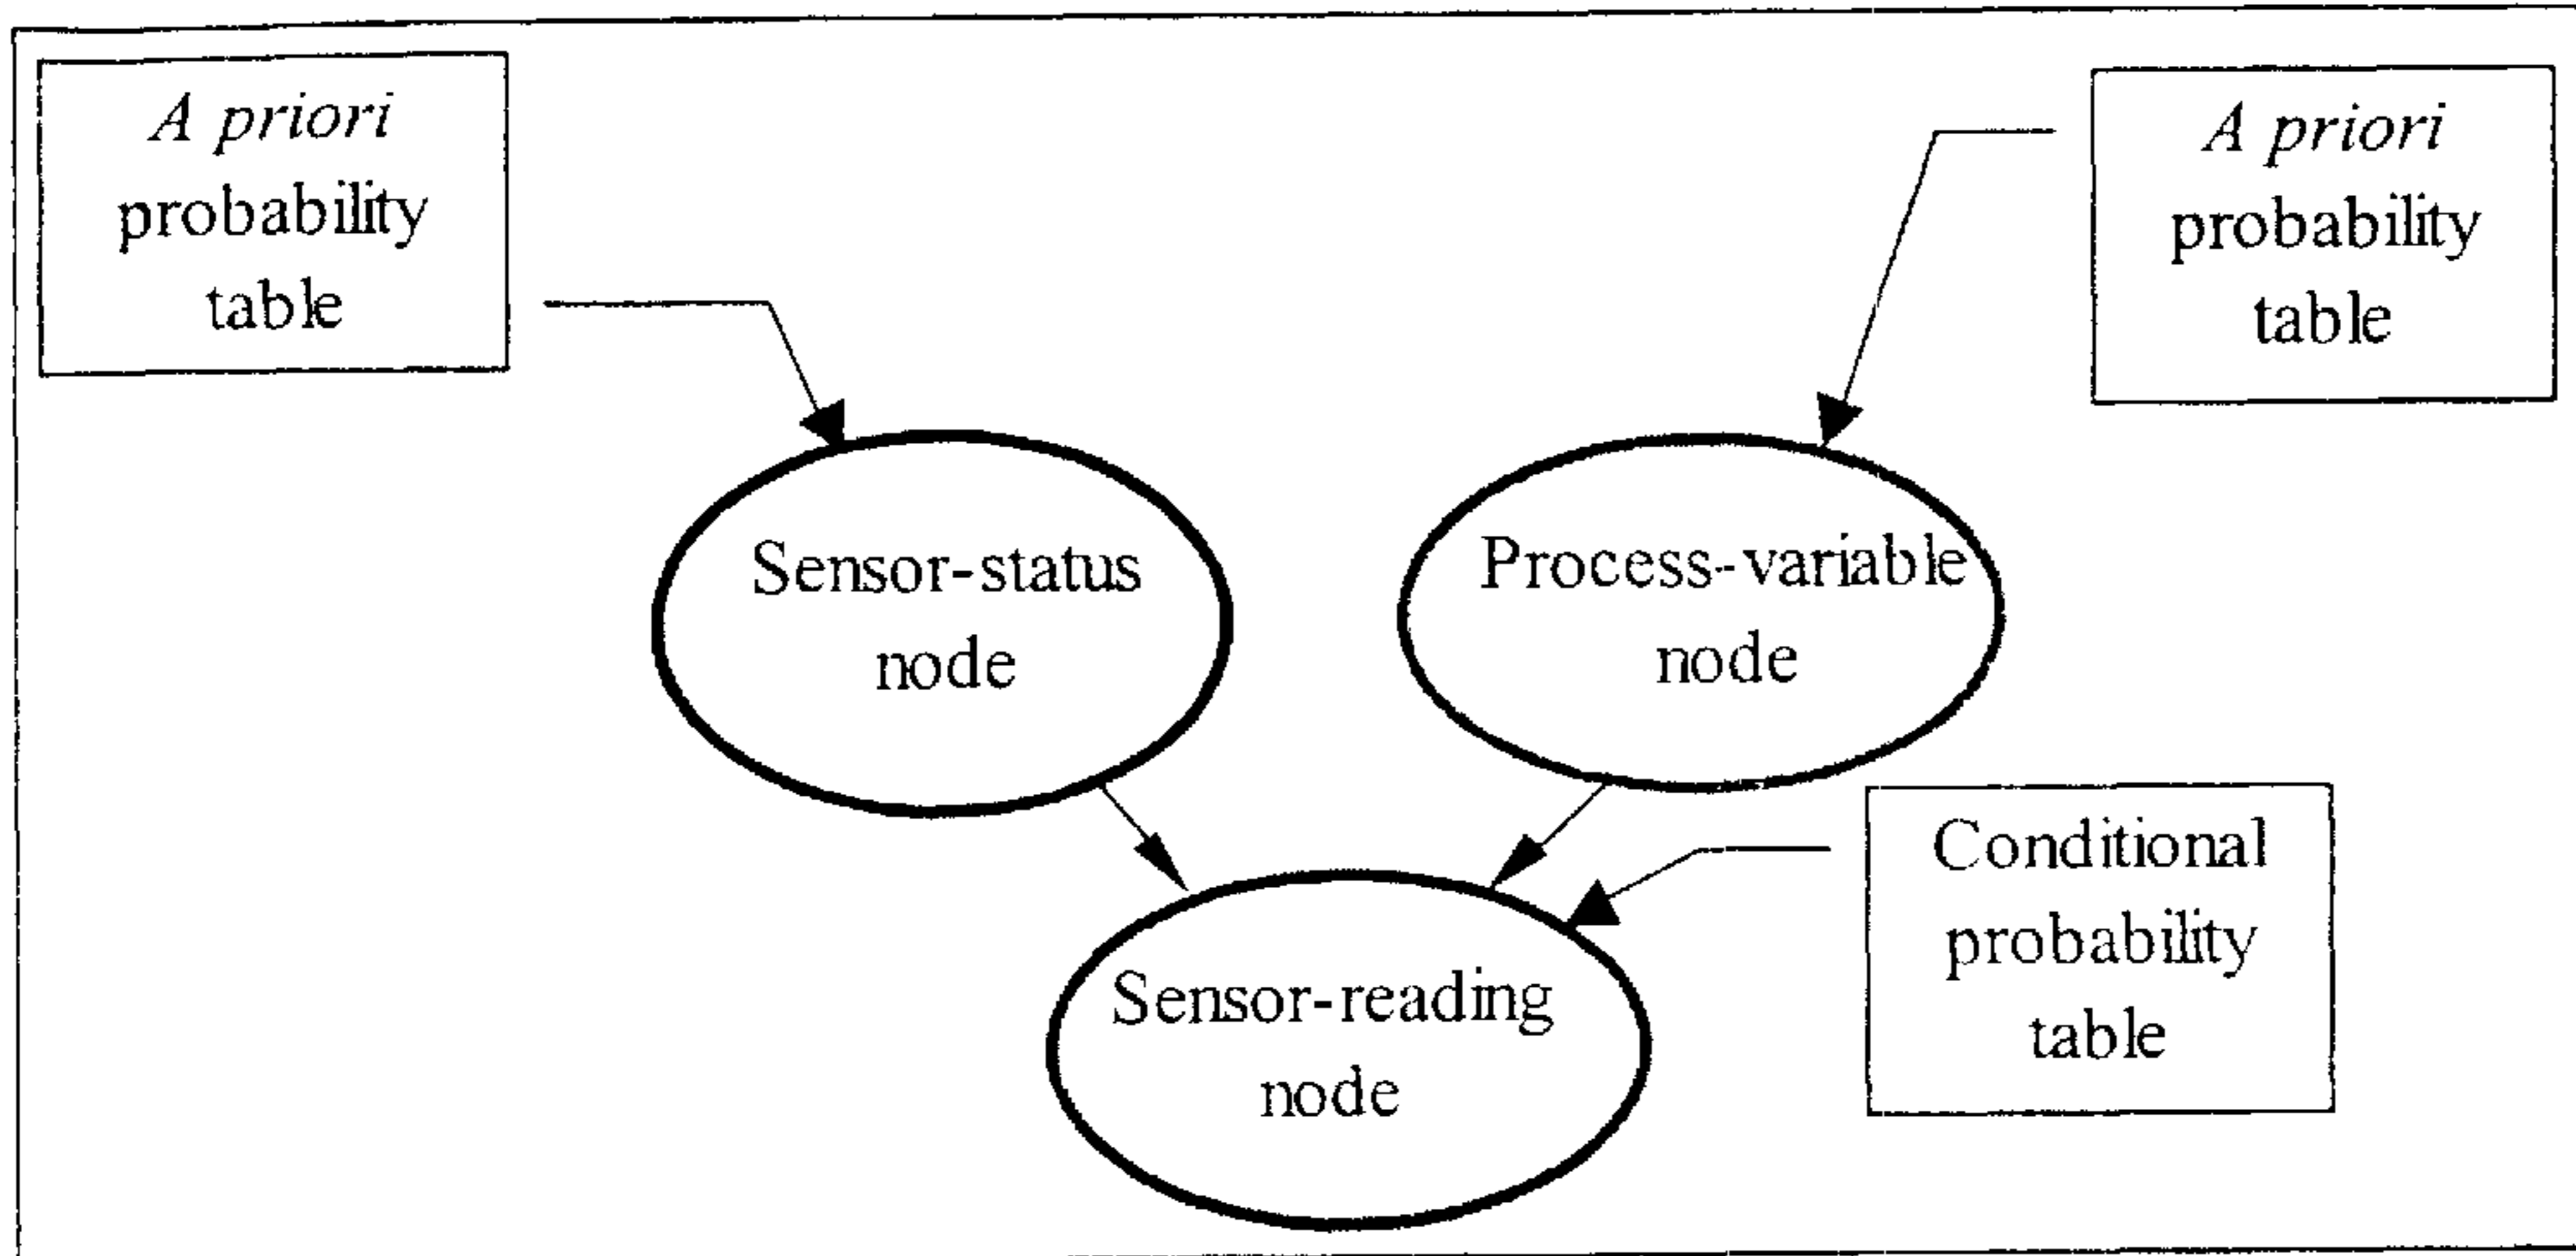 A priori
probability
table
A priori
probability
table
Sensor-status
node
Process-variable
node
Conditional
probability
table
Sensor-reading
node